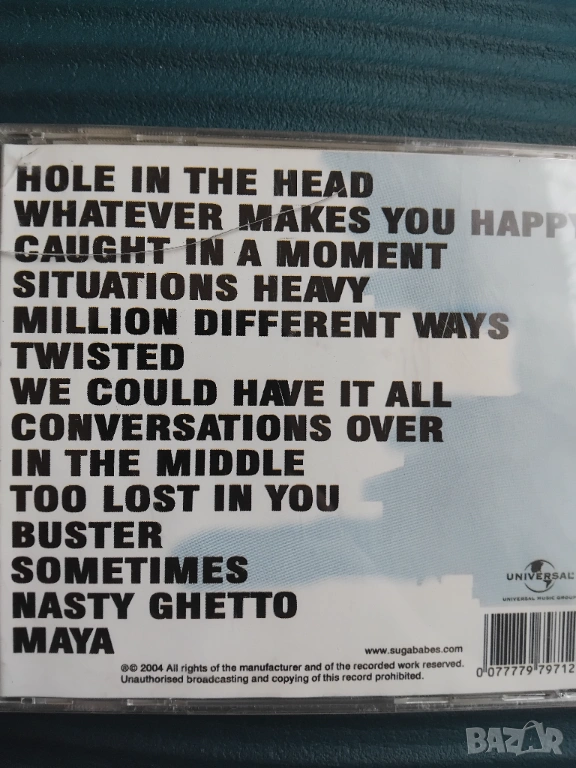 HOLE IN THE HEAD
WHATEVER MAKES YOU HAPPY
CAUGHT IN A MOMENT
SITUATIONS HEAVY
MILLION DIFFERENT WAYS
TWISTED
WE COULD HAVE IT ALL
CONVERSATIONS OVER
IN THE MIDDLE
TOO LOST IN YOU
BUSTER
SOMETIMES
NASTY GHETTO
MAYA
UNIVERSAL
UNIVERSAL MUSIC GROUP
www.sugababes.com
℗© 2004 All rights of the manufacturer and of the recorded work reserved.
Unauthorised broadcasting and copying of this record prohibited.
0 077779 79712
BAZAR